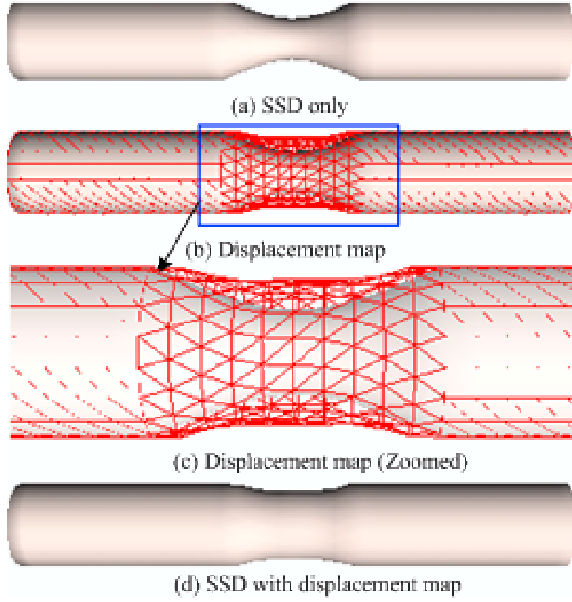 (a) SSD only
(b) Displacement map
(c) Displacement map (Zoomed)
(d) SSD with displacement map